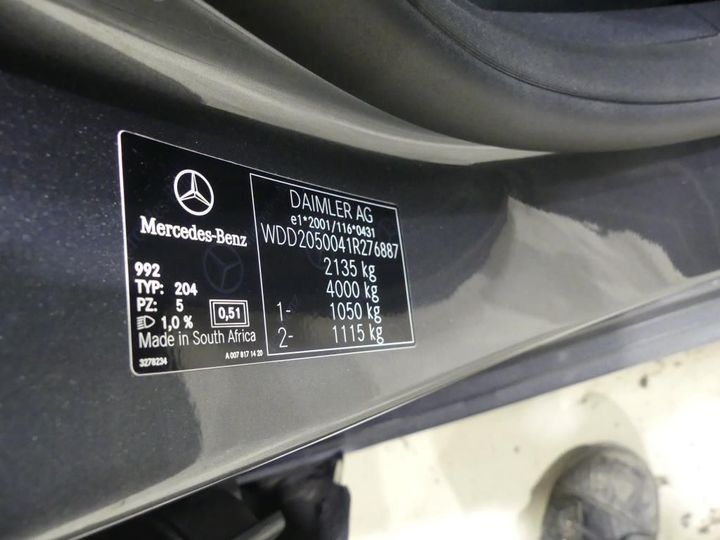 Mercedes-Benz
992
TYP: 204
PZ: 5
0,51
1,0 %
Made in South Africa
3278234
A 007 817 14 20
DAIMLER AG
e1*2001/116*0431
WDD2050041R276887
2135 kg
4000 kg
1- 1050 kg
2- 1115 kg